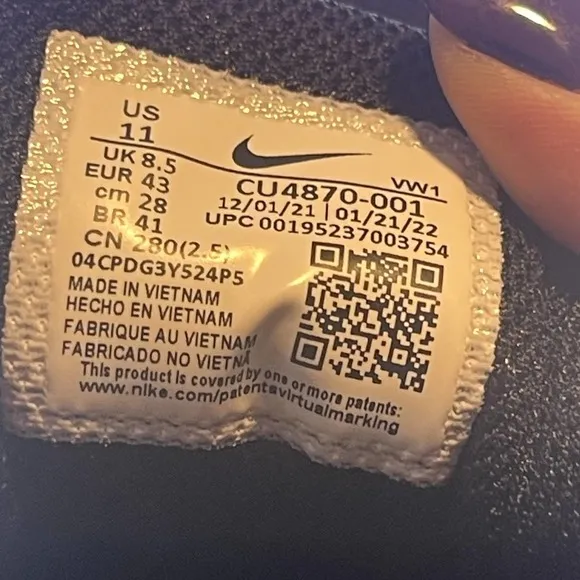 US
11
UK 8.5
EUR 43
cm 28
BR 41
CN 280(2.5)
VW1
CU4870-001
12/01/21 | 01/21/22
UPC 00195237003754
04CPDG3Y524P5
MADE IN VIETNAM
HECHO EN VIETNAM
FABRIQUE AU VIETNAM
FABRICADO NO VIETNÃ
This product is covered by one or more patents:
www.nike.com/patentsvirtualmarking